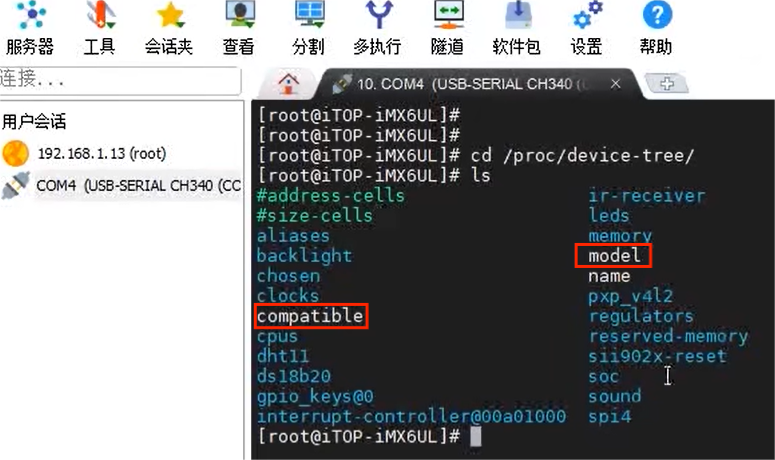 服务器 工具 会话夹 查看 分割 多执行 隧道 软件包 设置 帮助
连接...
10. COM4 (USB-SERIAL CH340 (
用户会话
192.168.1.13 (root)
COM4 (USB-SERIAL CH340 (CO
[root@iTOP-iMX6UL]#
[root@iTOP-iMX6UL]#
[root@iTOP-iMX6UL]# cd /proc/device-tree/
[root@iTOP-iMX6UL]# ls
#address-cells ir-receiver
#size-cells leds
aliases memory
backlight model
chosen name
clocks pxp_v4l2
compatible regulators
cpus reserved-memory
dht11 sii902x-reset
ds18b20 soc
gpio_keys@0 sound
interrupt-controller@00a01000 spi4
[root@iTOP-iMX6UL]#